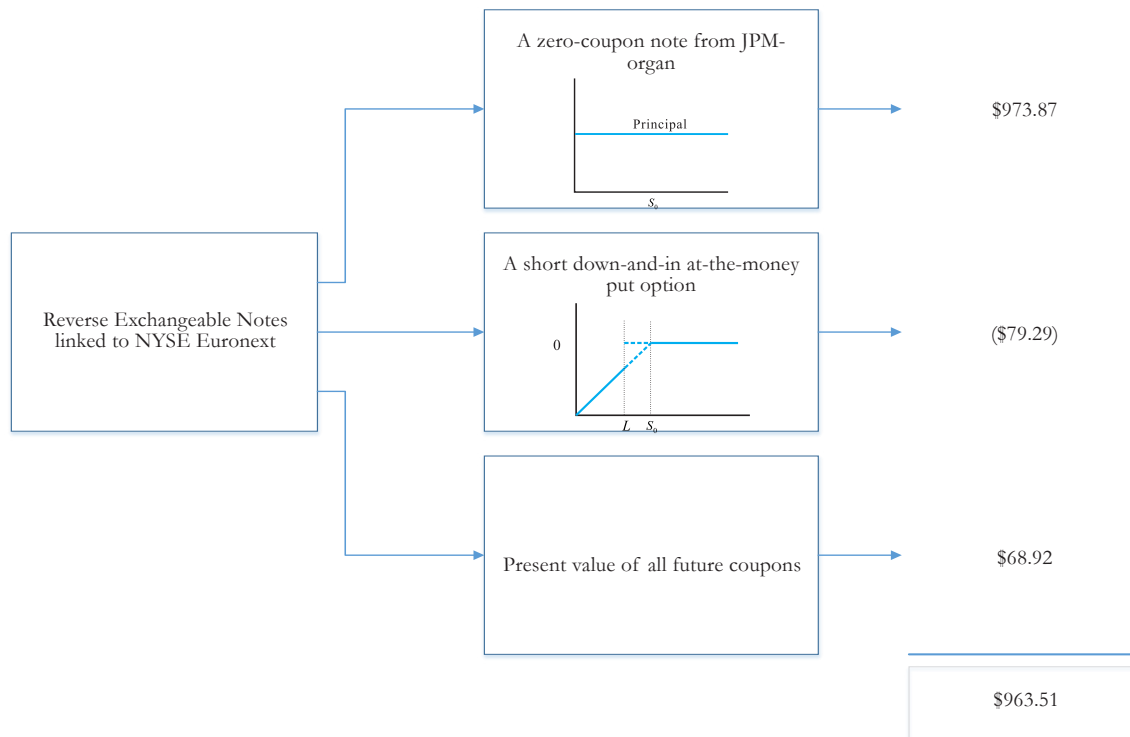 A zero-coupon note from JPM-
organ
Principal
S₀
$973.87
Reverse Exchangeable Notes
linked to NYSE Euronext
A short down-and-in at-the-money
put option
0
L S₀
($79.29)
Present value of all future coupons
$68.92
$963.51